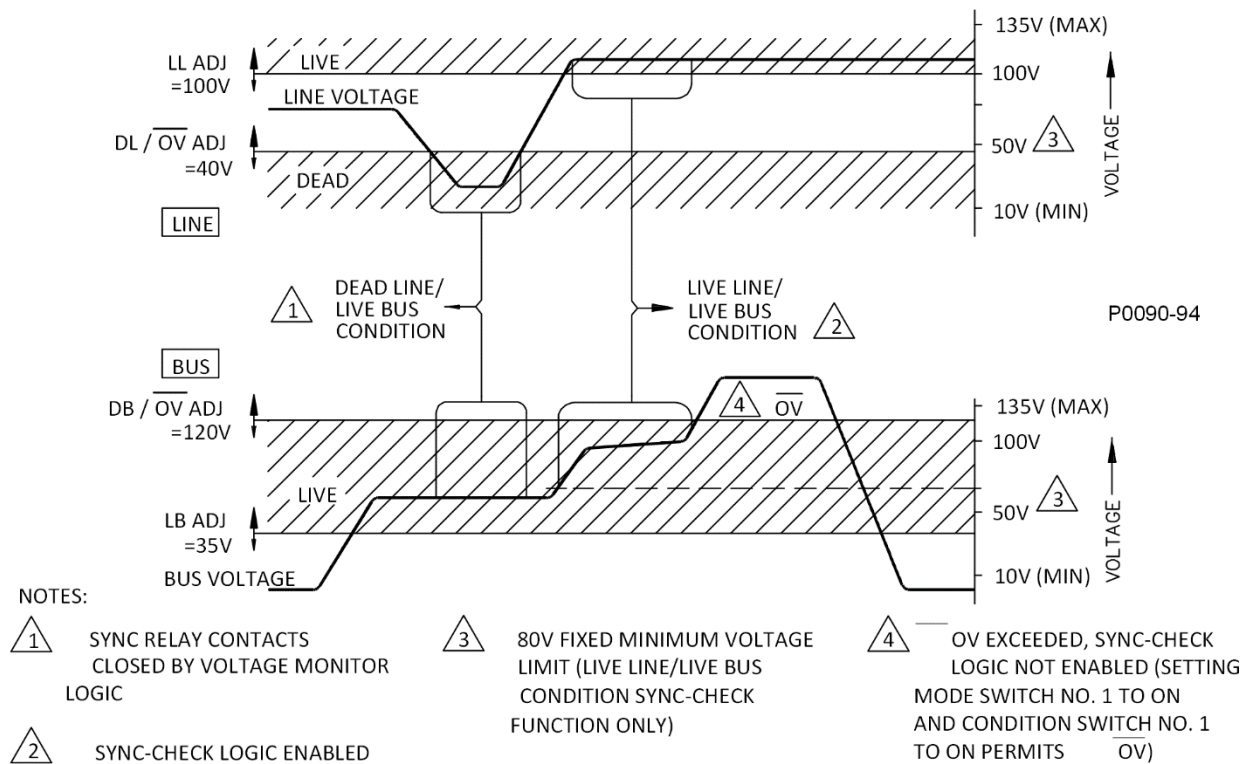 135V (MAX)
LL ADJ
=100V
LIVE
100V
LINE VOLTAGE
DL / OV ADJ
=40V
50V
3
VOLTAGE
DEAD
10V (MIN)
LINE
1
DEAD LINE/
LIVE BUS
CONDITION
LIVE LINE/
LIVE BUS
CONDITION
2
P0090-94
BUS
DB / OV ADJ
=120V
4
OV
135V (MAX)
100V
LIVE
3
LB ADJ
=35V
50V
VOLTAGE
BUS VOLTAGE
10V (MIN)
NOTES:
1
SYNC RELAY CONTACTS
CLOSED BY VOLTAGE MONITOR
LOGIC
2
SYNC-CHECK LOGIC ENABLED
3
80V FIXED MINIMUM VOLTAGE
LIMIT (LIVE LINE/LIVE BUS
CONDITION SYNC-CHECK
FUNCTION ONLY)
4
OV EXCEEDED, SYNC-CHECK
LOGIC NOT ENABLED (SETTING
MODE SWITCH NO. 1 TO ON
AND CONDITION SWITCH NO. 1
TO ON PERMITS OV)